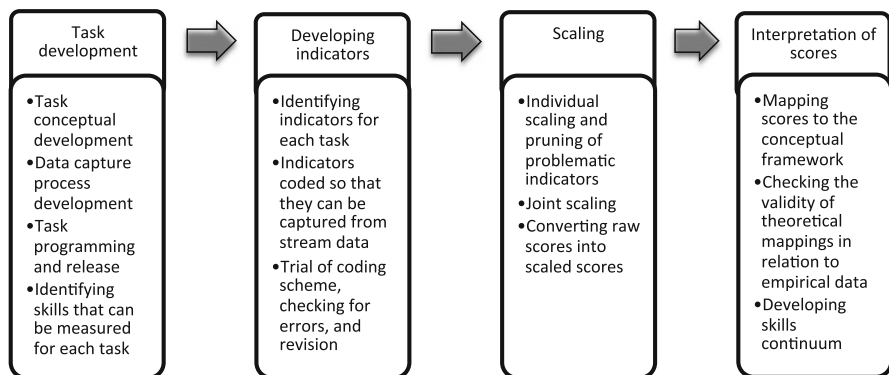 Task
development
•Task
conceptual
development
•Data capture
process
development
•Task
programming
and release
•Identifying
skills that can
be measured
for each task
Developing
indicators
•Identifying
indicators for
each task
•Indicators
coded so that
they can be
captured from
stream data
•Trial of coding
scheme,
checking for
errors, and
revision
Scaling
•Individual
scaling and
pruning of
problematic
indicators
•Joint scaling
•Converting raw
scores into
scaled scores
Interpretation of
scores
•Mapping
scores to the
conceptual
framework
•Checking the
validity of
theoretical
mappings in
relation to
empirical data
•Developing
skills
continuum